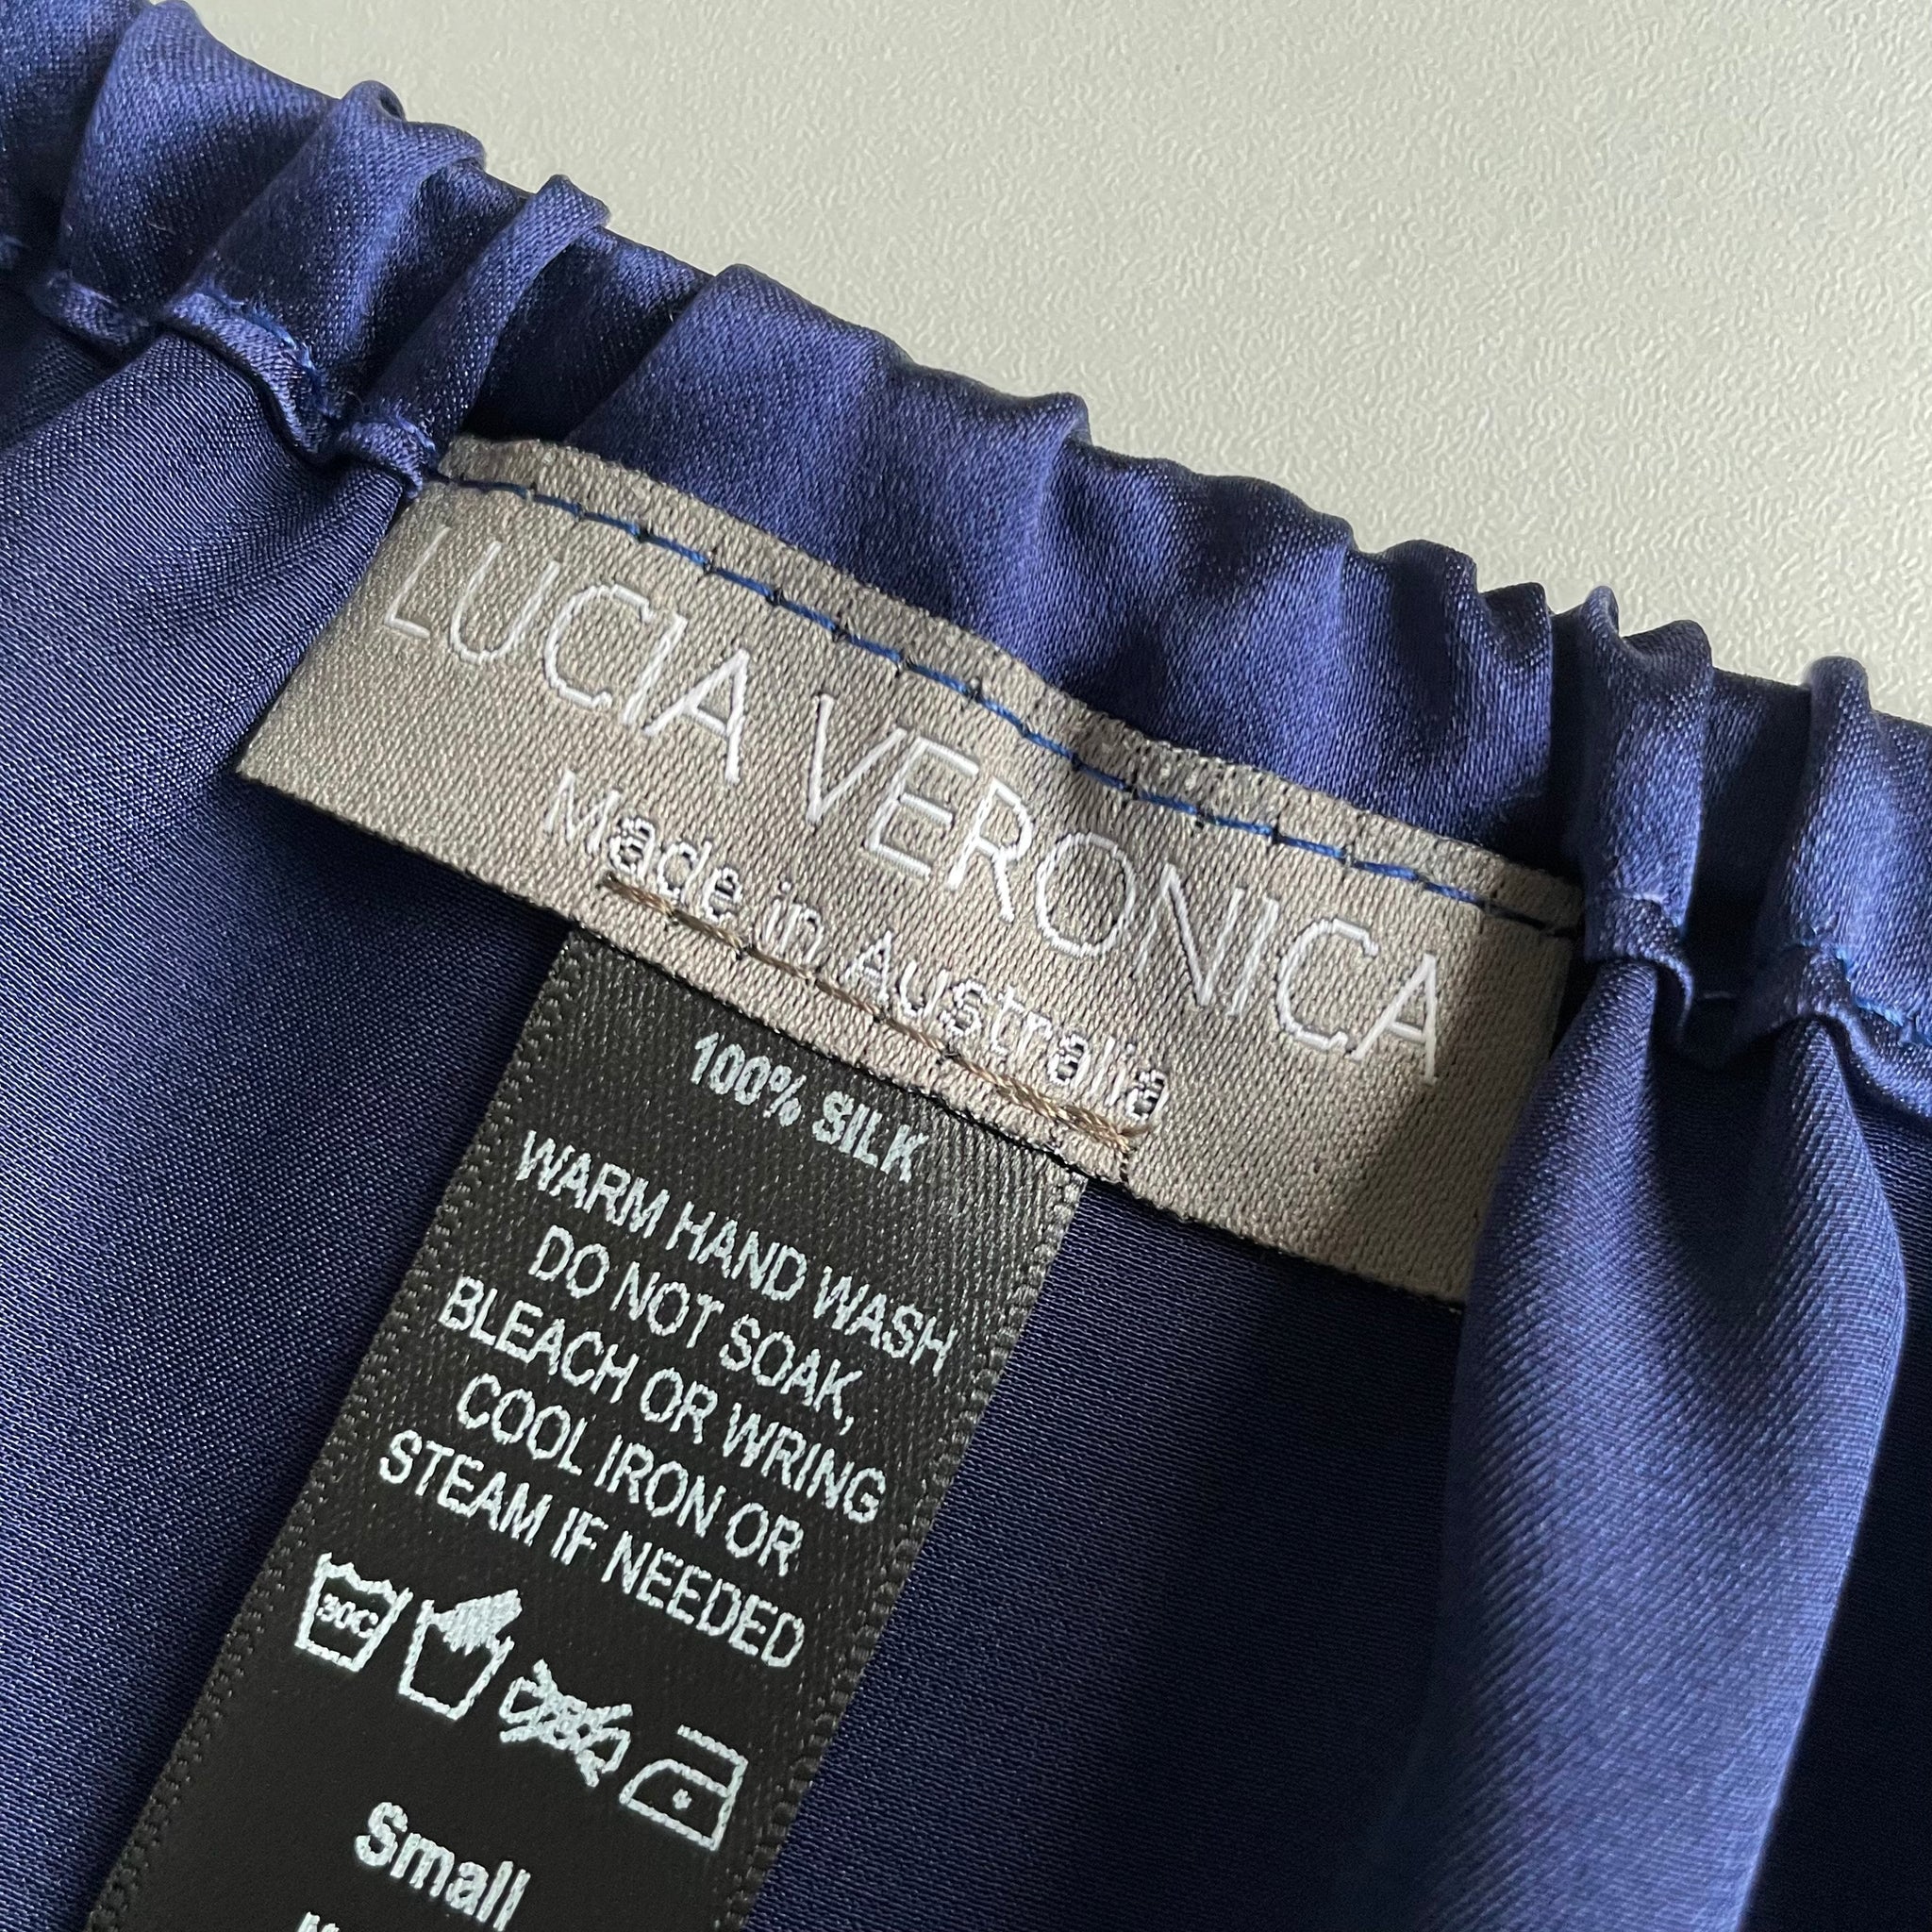 LUCIA VERONICA
Made in Australia
100% SILK
WARM HAND WASH
DO NOT SOAK,
BLEACH OR WRING
COOL IRON OR
STEAM IF NEEDED
30C
Small